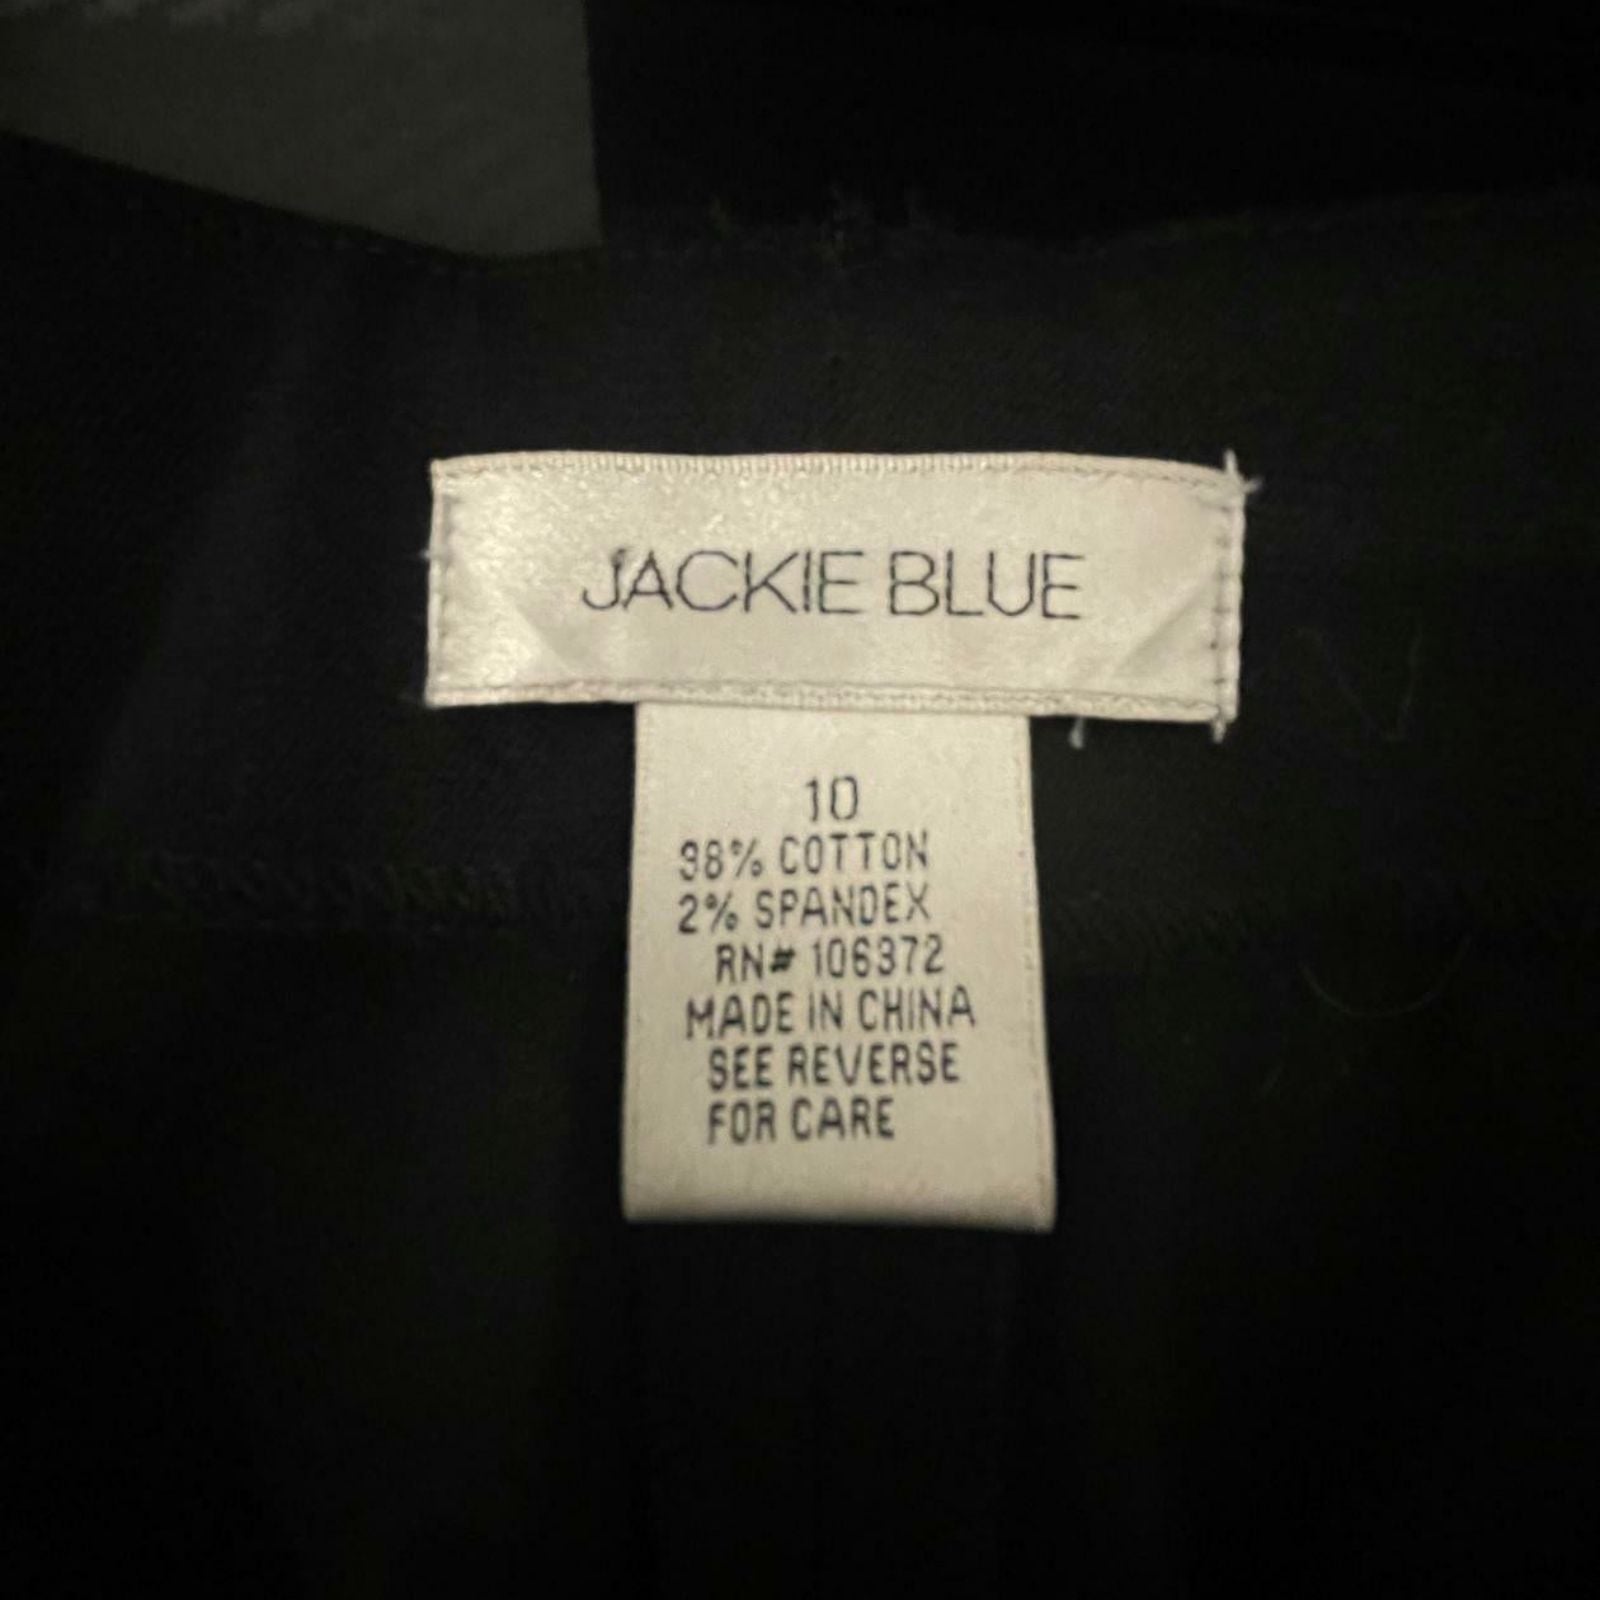 JACKIE BLUE
10
98% COTTON
2% SPANDEX
RN# 106372
MADE IN CHINA
SEE REVERSE
FOR CARE